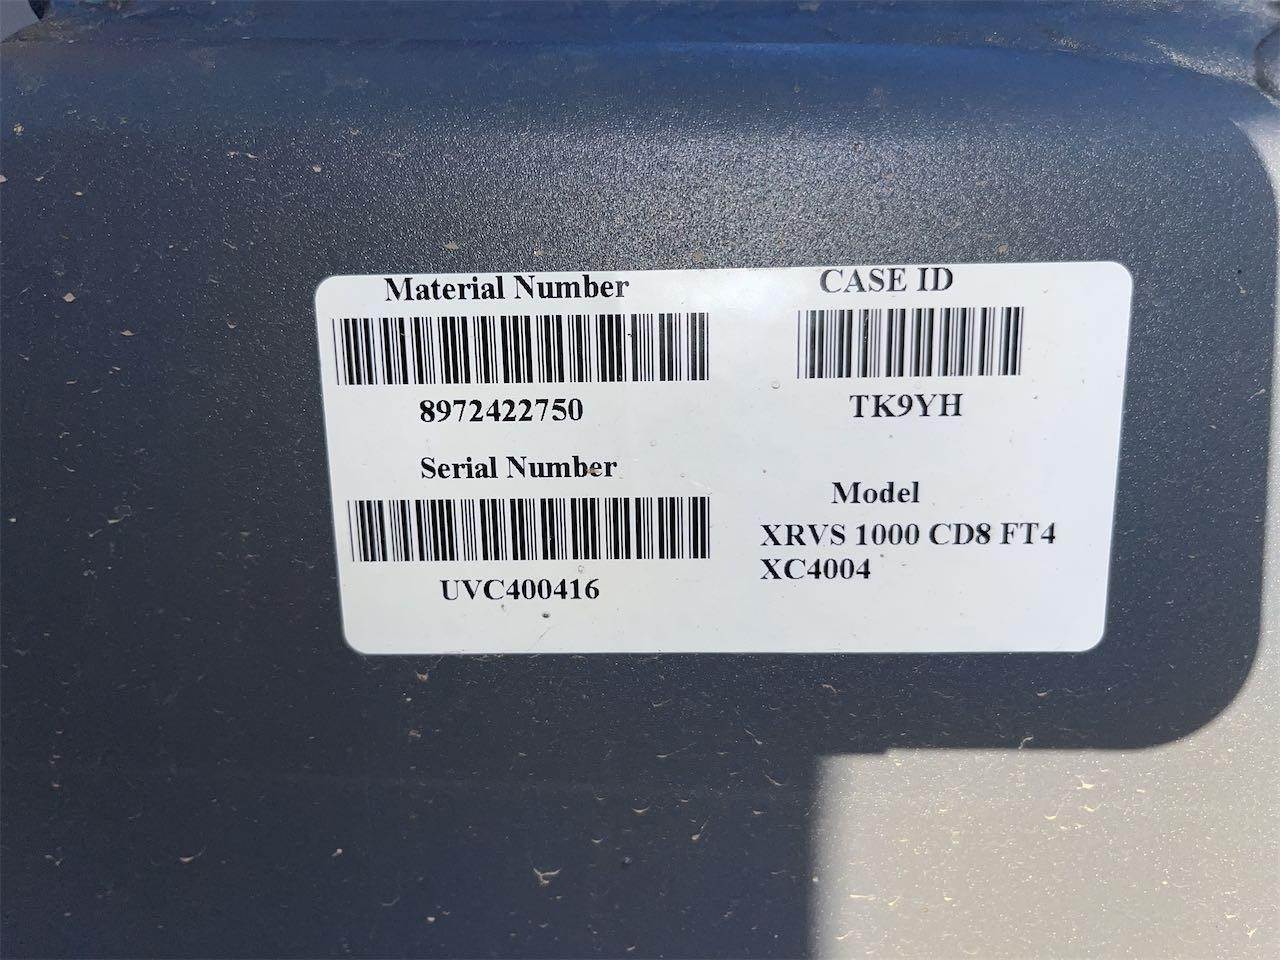 Material Number
8972422750
Serial Number
UVC400416
CASE ID
TK9YH
Model
XRVS 1000 CD8 FT4
XC4004